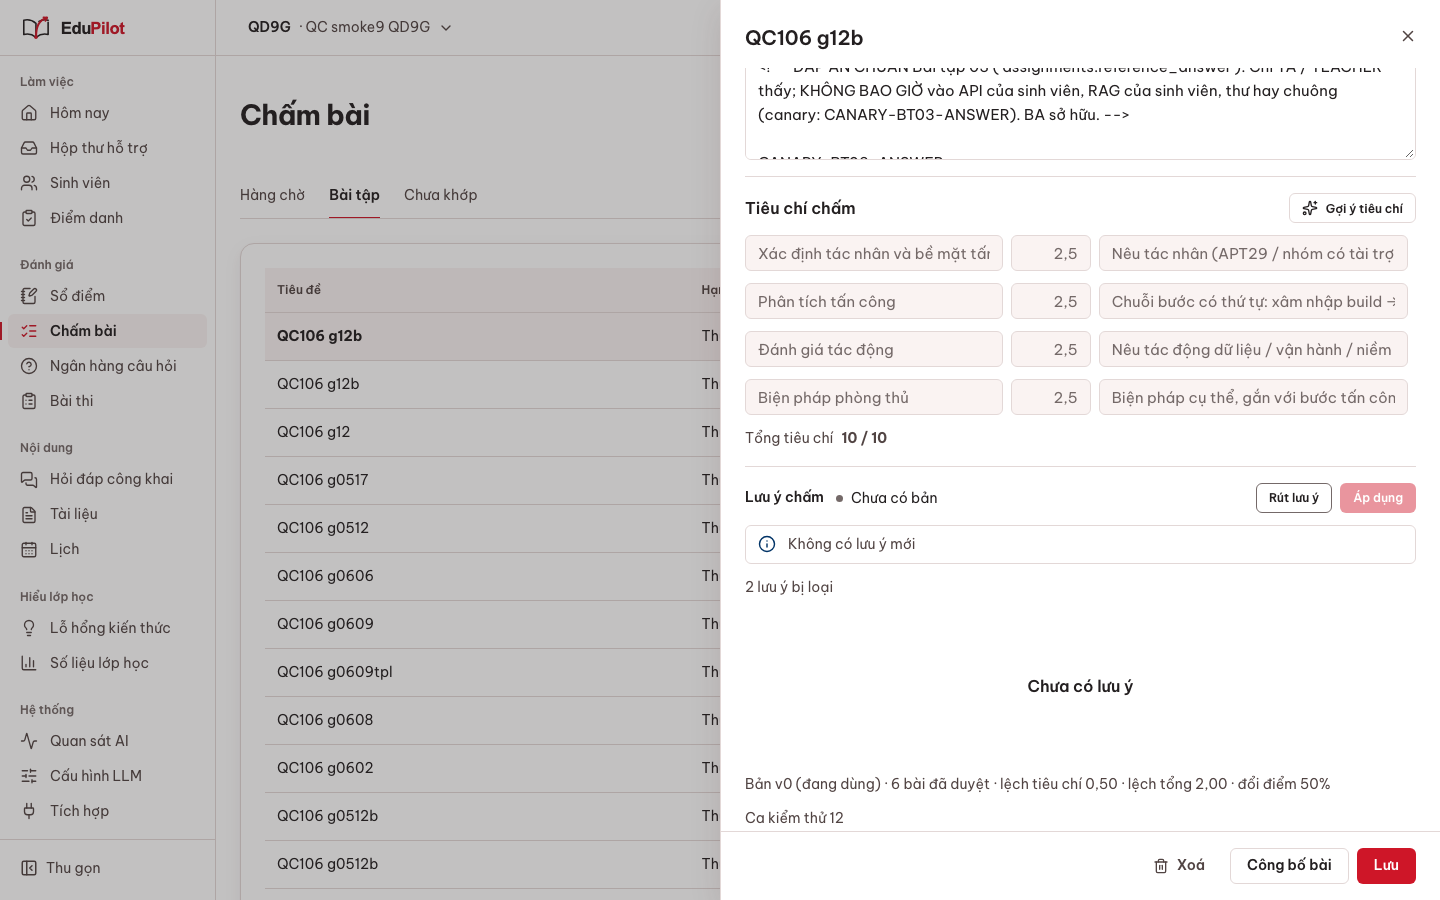 EduPilot
QD9G · QC smoke9 QD9G
Làm việc
Hôm nay
Hộp thư hỗ trợ
Sinh viên
Điểm danh
Đánh giá
Sổ điểm
Chấm bài
Ngân hàng câu hỏi
Bài thi
Nội dung
Hỏi đáp công khai
Tài liệu
Lịch
Hiểu lớp học
Lỗ hổng kiến thức
Số liệu lớp học
Hệ thống
Quan sát AI
Cấu hình LLM
Tích hợp
Thu gọn
Chấm bài
Hàng chờ Bài tập Chưa khớp
Tiêu đề
QC106 g12b
QC106 g12b
QC106 g12
QC106 g0517
QC106 g0512
QC106 g0606
QC106 g0609
QC106 g0609tpl
QC106 g0608
QC106 g0602
QC106 g0512b
QC106 g0512b
QC106 g12b
thấy; KHÔNG BAO GIỜ vào API của sinh viên, RAG của sinh viên, thư hay chuông
(canary: CANARY-BT03-ANSWER). BA sở hữu. -->
Tiêu chí chấm
Gợi ý tiêu chí
Xác định tác nhân và bề mặt 2,5 Nêu tác nhân (APT29 / nhóm có tài trợ
Phân tích tấn công 2,5 Chuỗi bước có thứ tự: xâm nhập build
Đánh giá tác động 2,5 Nêu tác động dữ liệu / vận hành / niềm
Biện pháp phòng thủ 2,5 Biện pháp cụ thể, gắn với bước tấn
Tổng tiêu chí 10 / 10
Lưu ý chấm Chưa có bản Rút lưu ý Áp dụng
Không có lưu ý mới
2 lưu ý bị loại
Chưa có lưu ý
Bản v0 (đang dùng) · 6 bài đã duyệt · lệch tiêu chí 0,50 · lệch tổng 2,00 · đổi điểm 50%
Ca kiểm thử 12
Xoá Công bố bài Lưu